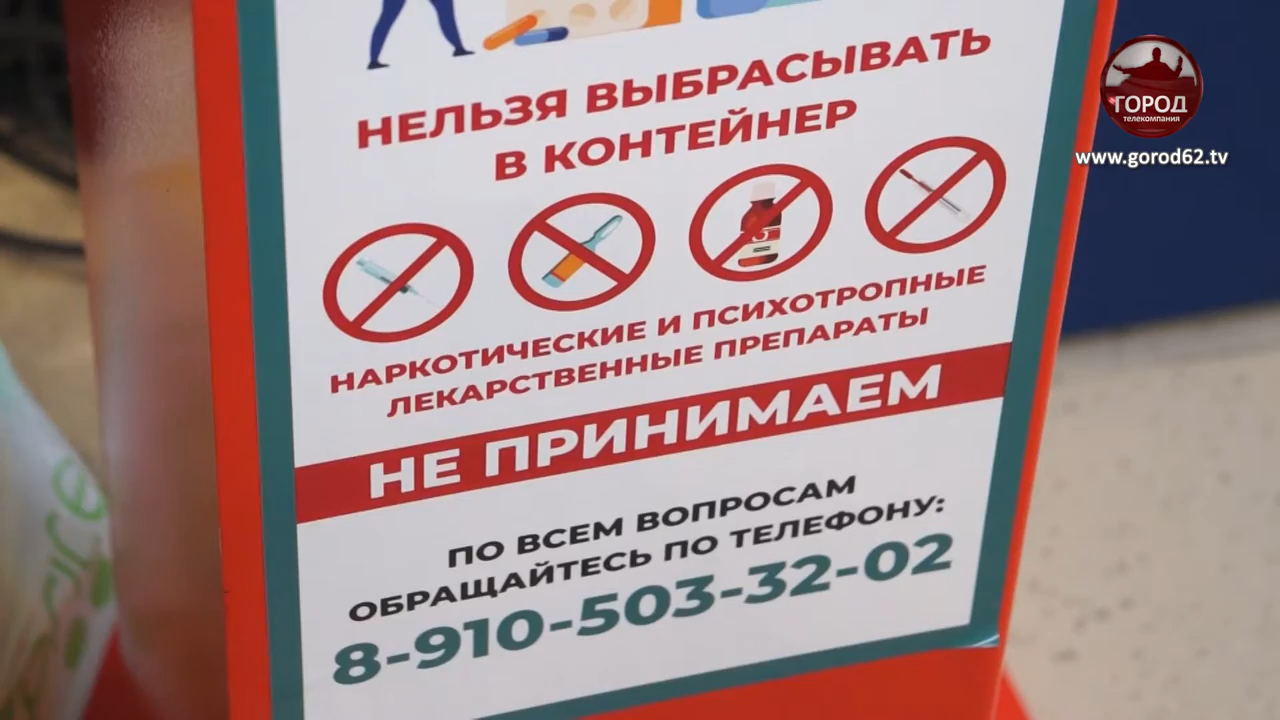 НЕЛЬЗЯ ВЫБРАСЫВАТЬ
В КОНТЕЙНЕР
НАРКОТИЧЕСКИЕ И ПСИХОТРОПНЫЕ
ЛЕКАРСТВЕННЫЕ ПРЕПАРАТЫ
НЕ ПРИНИМАЕМ
ПО ВСЕМ ВОПРОСАМ
ОБРАЩАЙТЕСЬ ПО ТЕЛЕФОНУ:
8-910-503-32-02
ГОРОД
телекомпания
www.gorod62.tv